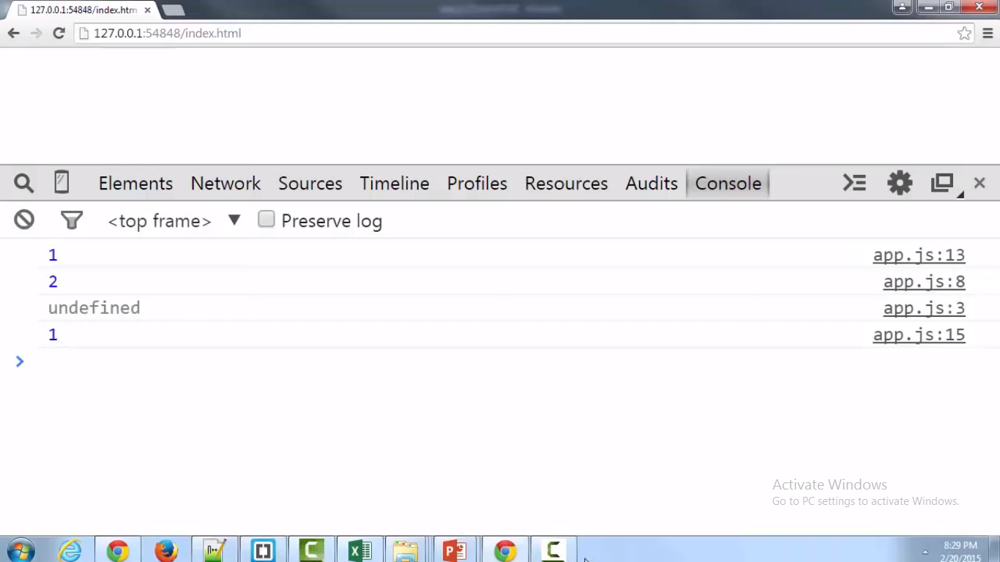 127.0.0.1:54848/index.htm
127.0.0.1:54848/index.html
Elements Network Sources Timeline Profiles Resources Audits Console
<top frame> ▼ Preserve log
1 app.js:13
2 app.js:8
undefined app.js:3
1 app.js:15
Activate Windows
Go to PC settings to activate Windows.
8:29 PM
2/20/2015